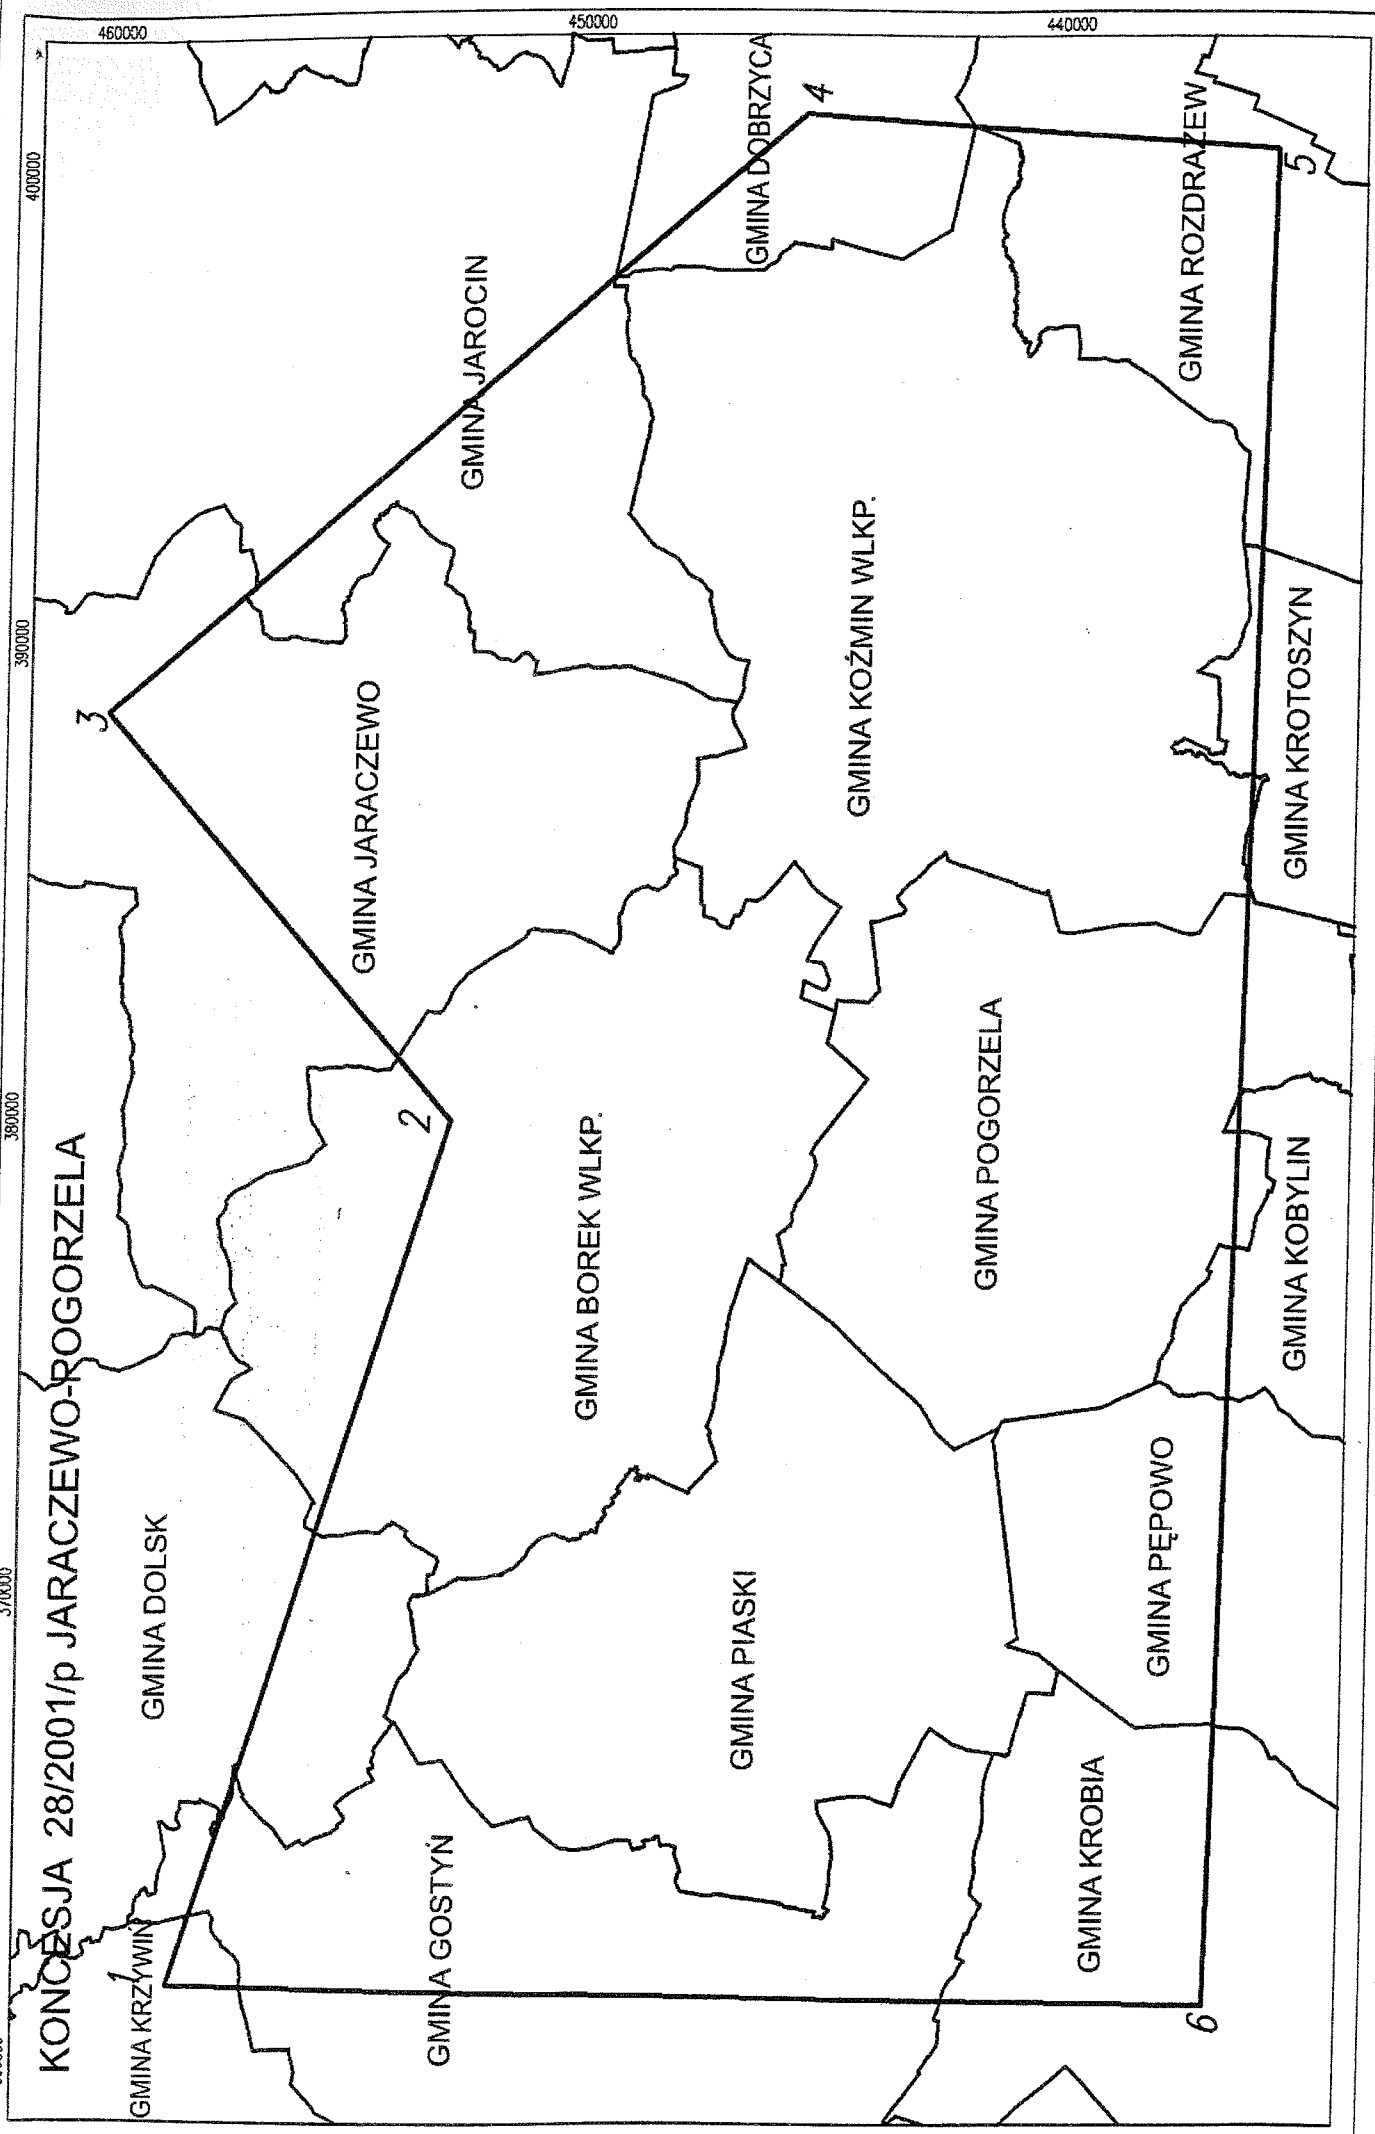 KONCESJA 28/2001/p JARACZEWO-POGORZELA
370000
380000
390000
400000
460000
450000
440000
GMINA KRZYWIŃ
1
GMINA DOLSK
2
3
GMINA JARACZEWO
GMINA JAROCIN
GMINA DOBRZYCA
4
GMINA GOSTYŃ
GMINA BOREK WLKP.
GMINA PIASKI
GMINA KOŹMIN WLKP.
GMINA POGORZELA
GMINA ROZDRAŻEW
5
GMINA KROBIA
GMINA PĘPOWO
GMINA KOBYLIN
GMINA KROTOSZYN
6